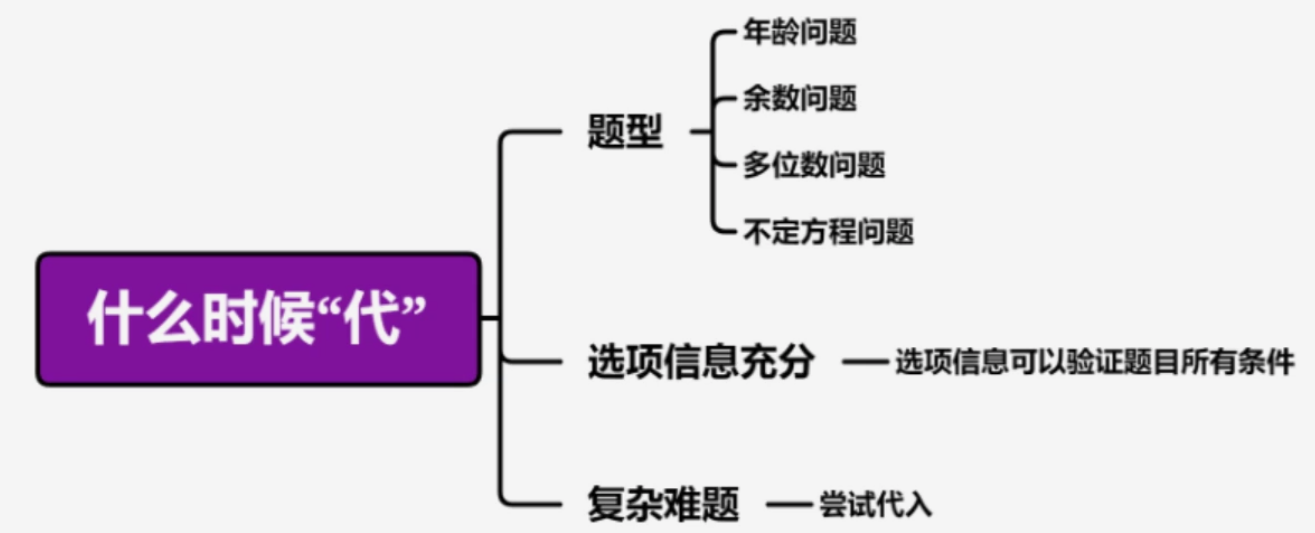 什么时候“代”
题型
年龄问题
余数问题
多位数问题
不定方程问题
选项信息充分
选项信息可以验证题目所有条件
复杂难题
尝试代入